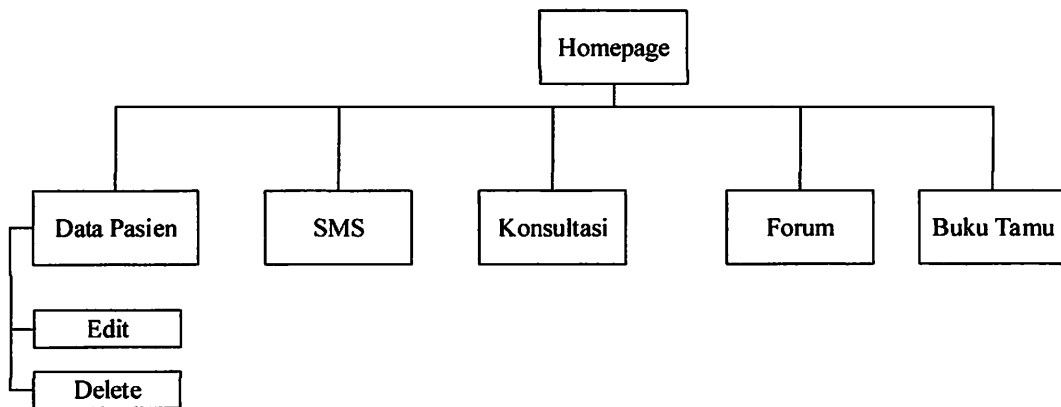 Homepage
Data Pasien
SMS
Konsultasi
Forum
Buku Tamu
Edit
Delete